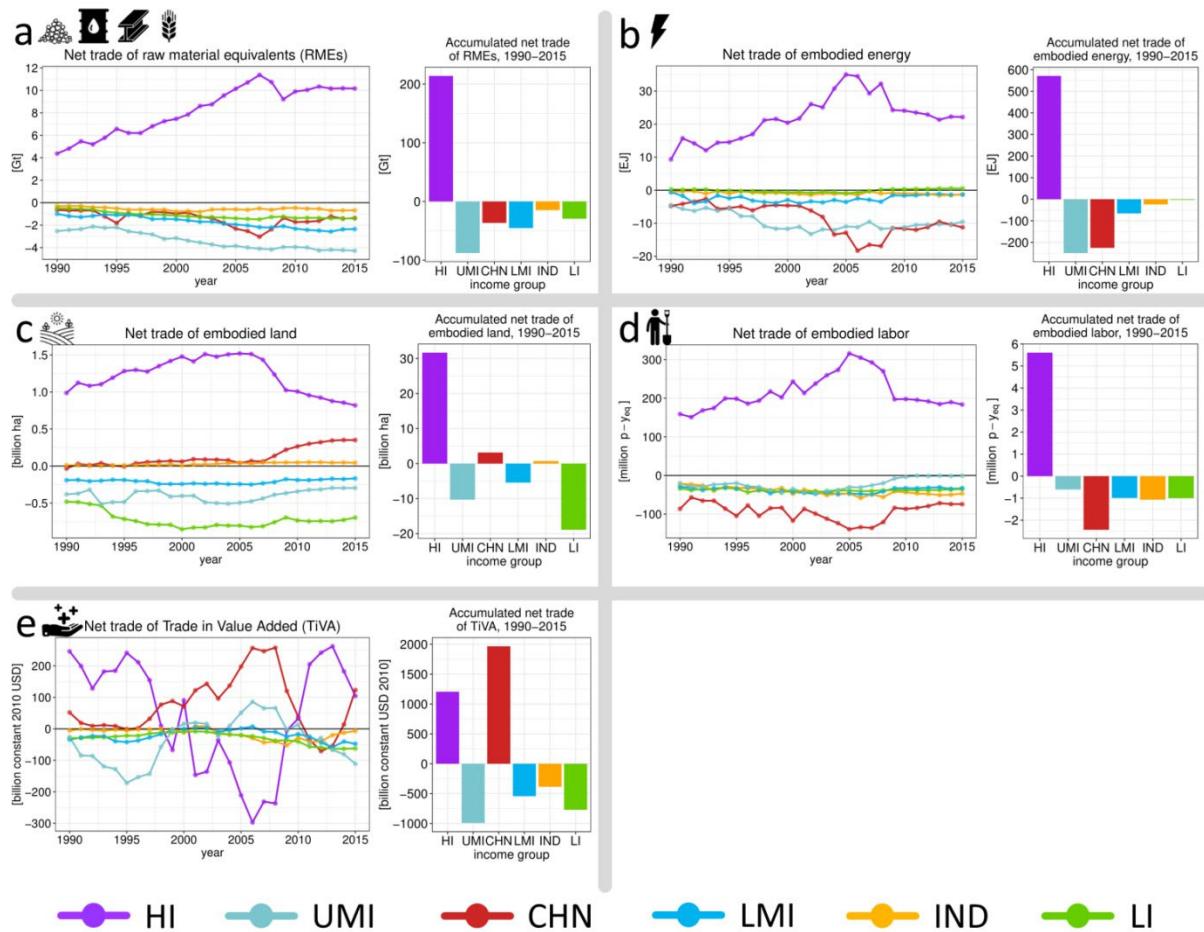 a
Net trade of raw material equivalents (RMEs)
[Gt]
12
10
8
6
4
2
0
−2
−4
1990 1995 2000 2005 2010 2015
year
Accumulated net trade
of RMEs, 1990−2015
[Gt]
200
100
0
−100
HI UMI CHN LMI IND LI
income group
b
Net trade of embodied energy
[EJ]
30
20
10
0
−10
−20
1990 1995 2000 2005 2010 2015
year
Accumulated net trade of
embodied energy, 1990−2015
[EJ]
600
500
400
300
200
100
0
−100
−200
HI UMI CHN LMI IND LI
income group
c
Net trade of embodied land
[billion ha]
1.5
1.0
0.5
0.0
−0.5
1990 1995 2000 2005 2010 2015
year
Accumulated net trade of
embodied land, 1990−2015
[billion ha]
30
20
10
0
−10
−20
HI UMI CHN LMI IND LI
income group
d
Net trade of embodied labor
[million p−yeq]
300
200
100
0
−100
1990 1995 2000 2005 2010 2015
year
Accumulated net trade of
embodied labor, 1990−2015
[million p−yeq]
6
5
4
3
2
1
0
−1
−2
HI UMI CHN LMI IND LI
income group
e
Net trade of Trade in Value Added (TiVA)
[billion constant 2010 USD]
200
100
0
−100
−200
−300
1990 1995 2000 2005 2010 2015
year
Accumulated net trade
of TiVA, 1990−2015
[billion constant USD 2010]
2000
1500
1000
500
0
−500
−1000
HI UMI CHN LMI IND LI
income group
HI UMI CHN LMI IND LI